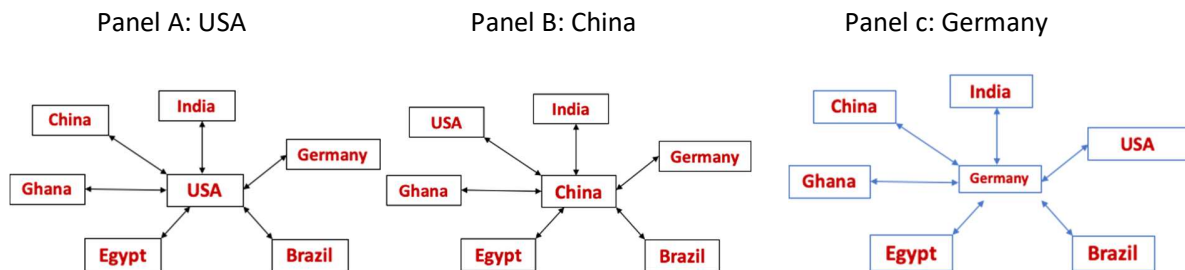 Panel A: USA
Panel B: China
Panel c: Germany
India
China
Germany
USA
Ghana
Egypt
Brazil
India
USA
Germany
China
Ghana
Egypt
Brazil
India
China
USA
Germany
Ghana
Egypt
Brazil